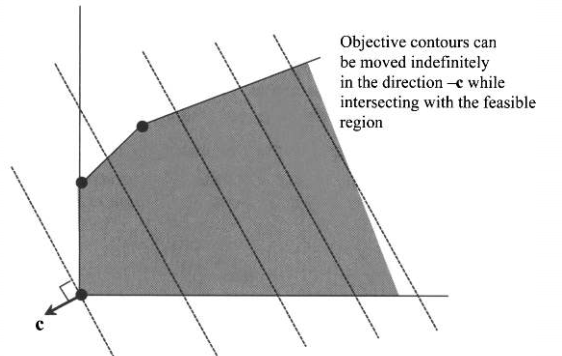 Objective contours can
be moved indefinitely
in the direction –c while
intersecting with the feasible
region
c